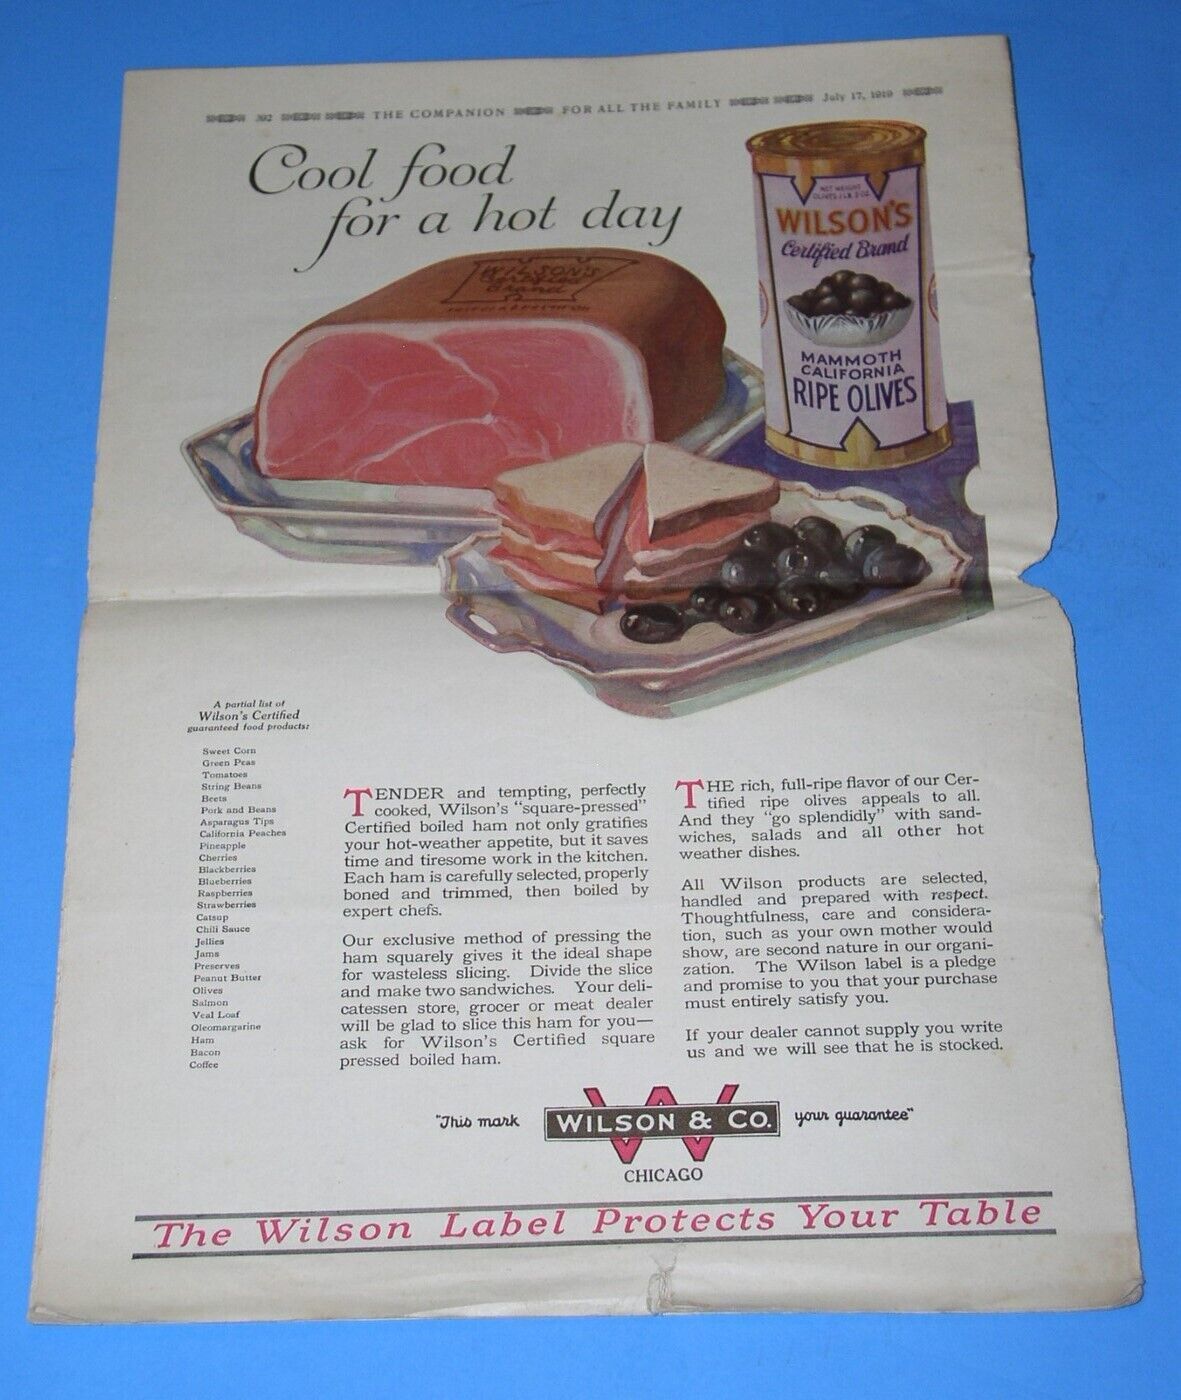 392 THE COMPANION FOR ALL THE FAMILY July 17, 1919
Cool food
for a hot day
WILSON'S
Certified
Brand
NET WEIGHT
OLIVES 1 LB. 2 OZ.
WILSON'S
Certified Brand
MAMMOTH
CALIFORNIA
RIPE OLIVES
A partial list of
Wilson's Certified
guaranteed food products:
Sweet Corn
Green Peas
Tomatoes
String Beans
Beets
Pork and Beans
Asparagus Tips
California Peaches
Pineapple
Cherries
Blackberries
Blueberries
Raspberries
Strawberries
Catsup
Chili Sauce
Jellies
Jams
Preserves
Peanut Butter
Olives
Salmon
Veal Loaf
Oleomargarine
Ham
Bacon
Coffee
TENDER and tempting, perfectly
cooked, Wilson's "square-pressed"
Certified boiled ham not only gratifies
your hot-weather appetite, but it saves
time and tiresome work in the kitchen.
Each ham is carefully selected, properly
boned and trimmed, then boiled by
expert chefs.
Our exclusive method of pressing the
ham squarely gives it the ideal shape
for wasteless slicing. Divide the slice
and make two sandwiches. Your deli-
catessen store, grocer or meat dealer
will be glad to slice this ham for you—
ask for Wilson's Certified square
pressed boiled ham.
THE rich, full-ripe flavor of our Cer-
tified ripe olives appeals to all.
And they "go splendidly" with sand-
wiches, salads and all other hot
weather dishes.
All Wilson products are selected,
handled and prepared with respect.
Thoughtfulness, care and considera-
tion, such as your own mother would
show, are second nature in our organi-
zation. The Wilson label is a pledge
and promise to you that your purchase
must entirely satisfy you.
If your dealer cannot supply you write
us and we will see that he is stocked.
"This mark
W
WILSON & CO.
your guarantee"
CHICAGO
The Wilson Label Protects Your Table